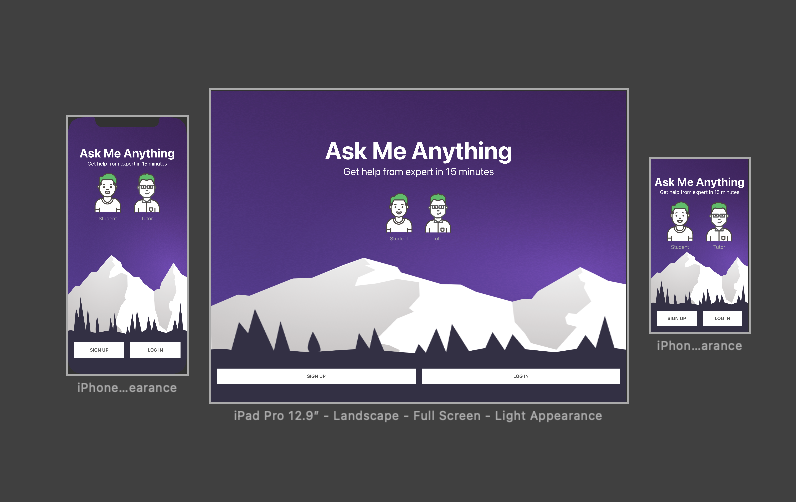 Ask Me Anything
Get help from expert in 15 minutes
Student Tutor
SIGN UP LOG IN
iPhone...earance
Ask Me Anything
Get help from expert in 15 minutes
Student Tutor
SIGN UP LOG IN
iPad Pro 12.9” - Landscape - Full Screen - Light Appearance
Ask Me Anything
Get help from expert in 15 minutes
Student Tutor
SIGN UP LOG IN
iPhon...arance